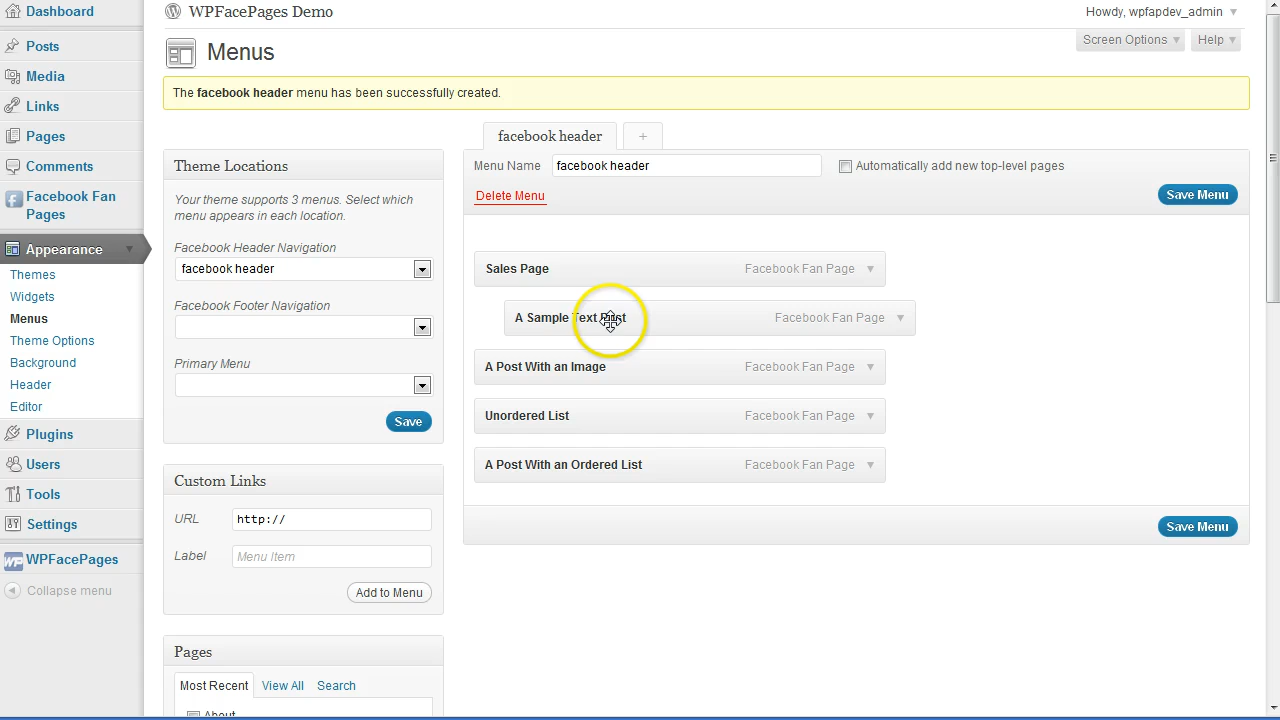 Dashboard
Posts
Media
Links
Pages
Comments
Facebook Fan
Pages
Appearance
Themes
Widgets
Menus
Theme Options
Background
Header
Editor
Plugins
Users
Tools
Settings
WPFacePages
Collapse menu
WPFacePages Demo
Howdy, wpfapdev_admin
Screen Options
Help
Menus
The facebook header menu has been successfully created.
Theme Locations
Your theme supports 3 menus. Select which
menu appears in each location.
Facebook Header Navigation
facebook header
Facebook Footer Navigation
Primary Menu
Save
Custom Links
URL http://
Label Menu Item
Add to Menu
Pages
Most Recent View All Search
About
facebook header +
Menu Name facebook header Automatically add new top-level pages
Delete Menu Save Menu
Sales Page Facebook Fan Page
A Sample Text Post Facebook Fan Page
A Post With an Image Facebook Fan Page
Unordered List Facebook Fan Page
A Post With an Ordered List Facebook Fan Page
Save Menu